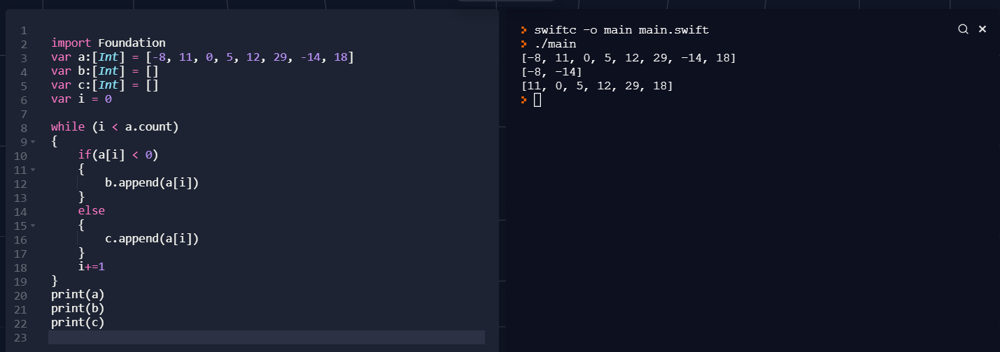 1
2 import Foundation
3 var a:[Int] = [-8, 11, 0, 5, 12, 29, -14, 18]
4 var b:[Int] = []
5 var c:[Int] = []
6 var i = 0
7
8 while (i < a.count)
9 {
10 if(a[i] < 0)
11 {
12 b.append(a[i])
13 }
14 else
15 {
16 c.append(a[i])
17 }
18 i+=1
19 }
20 print(a)
21 print(b)
22 print(c)
23
swiftc -o main main.swift
./main
[-8, 11, 0, 5, 12, 29, -14, 18]
[-8, -14]
[11, 0, 5, 12, 29, 18]